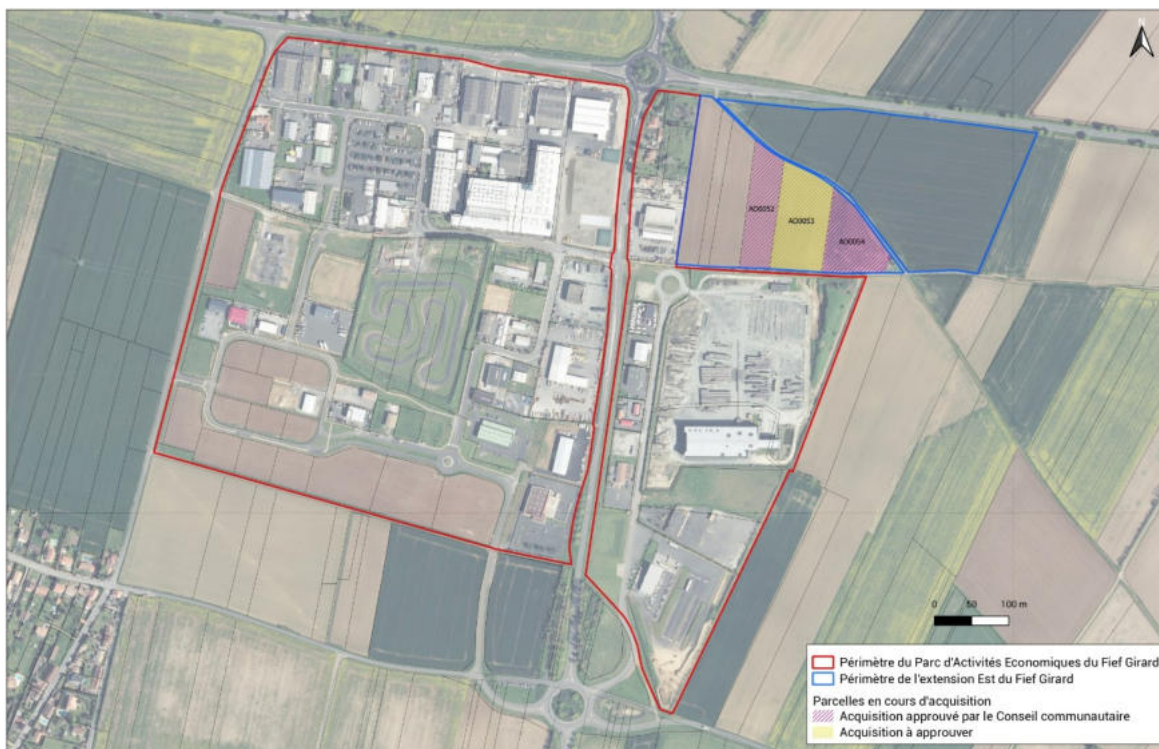 N
AO0052
AO0053
AO0054
0 50 100 m
Périmètre du Parc d'Activités Economiques du Fief Girard
Périmètre de l'extension Est du Fief Girard
Parcelles en cours d'acquisition
Acquisition approuvé par le Conseil communautaire
Acquisition à approuver